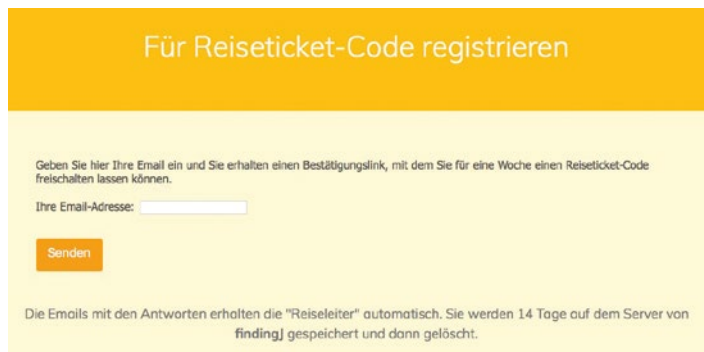 Für Reiseticket-Code registrieren
Geben Sie hier Ihre Email ein und Sie erhalten einen Bestätigungslink, mit dem Sie für eine Woche einen Reiseticket-Code
freischalten lassen können.
Ihre Email-Adresse:
Senden
Die Emails mit den Antworten erhalten die "Reiseleiter" automatisch. Sie werden 14 Tage auf dem Server von
findingJ gespeichert und dann gelöscht.